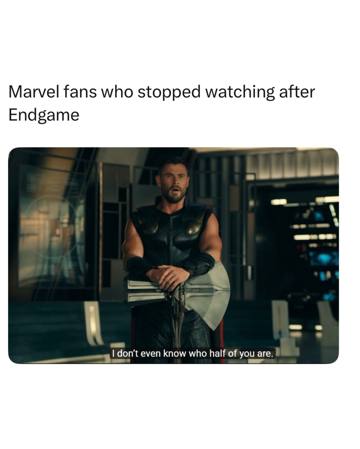 Marvel fans who stopped watching after
Endgame
I don't even know who half of you are.